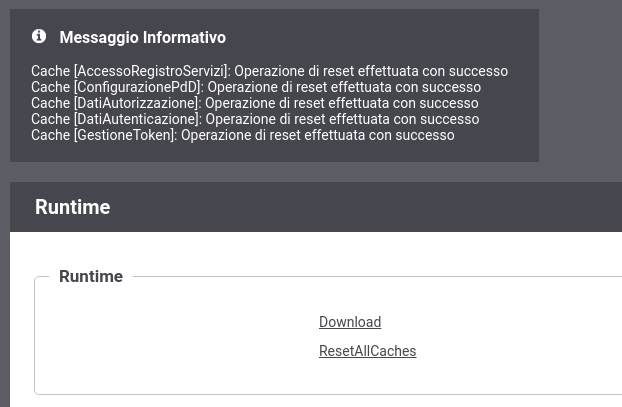 Messaggio Informativo
Cache [AccessoRegistroServizi]: Operazione di reset effettuata con successo
Cache [ConfigurazionePdD]: Operazione di reset effettuata con successo
Cache [DatiAutorizzazione]: Operazione di reset effettuata con successo
Cache [DatiAutenticazione]: Operazione di reset effettuata con successo
Cache [GestioneToken]: Operazione di reset effettuata con successo
Runtime
Runtime
Download
ResetAllCaches